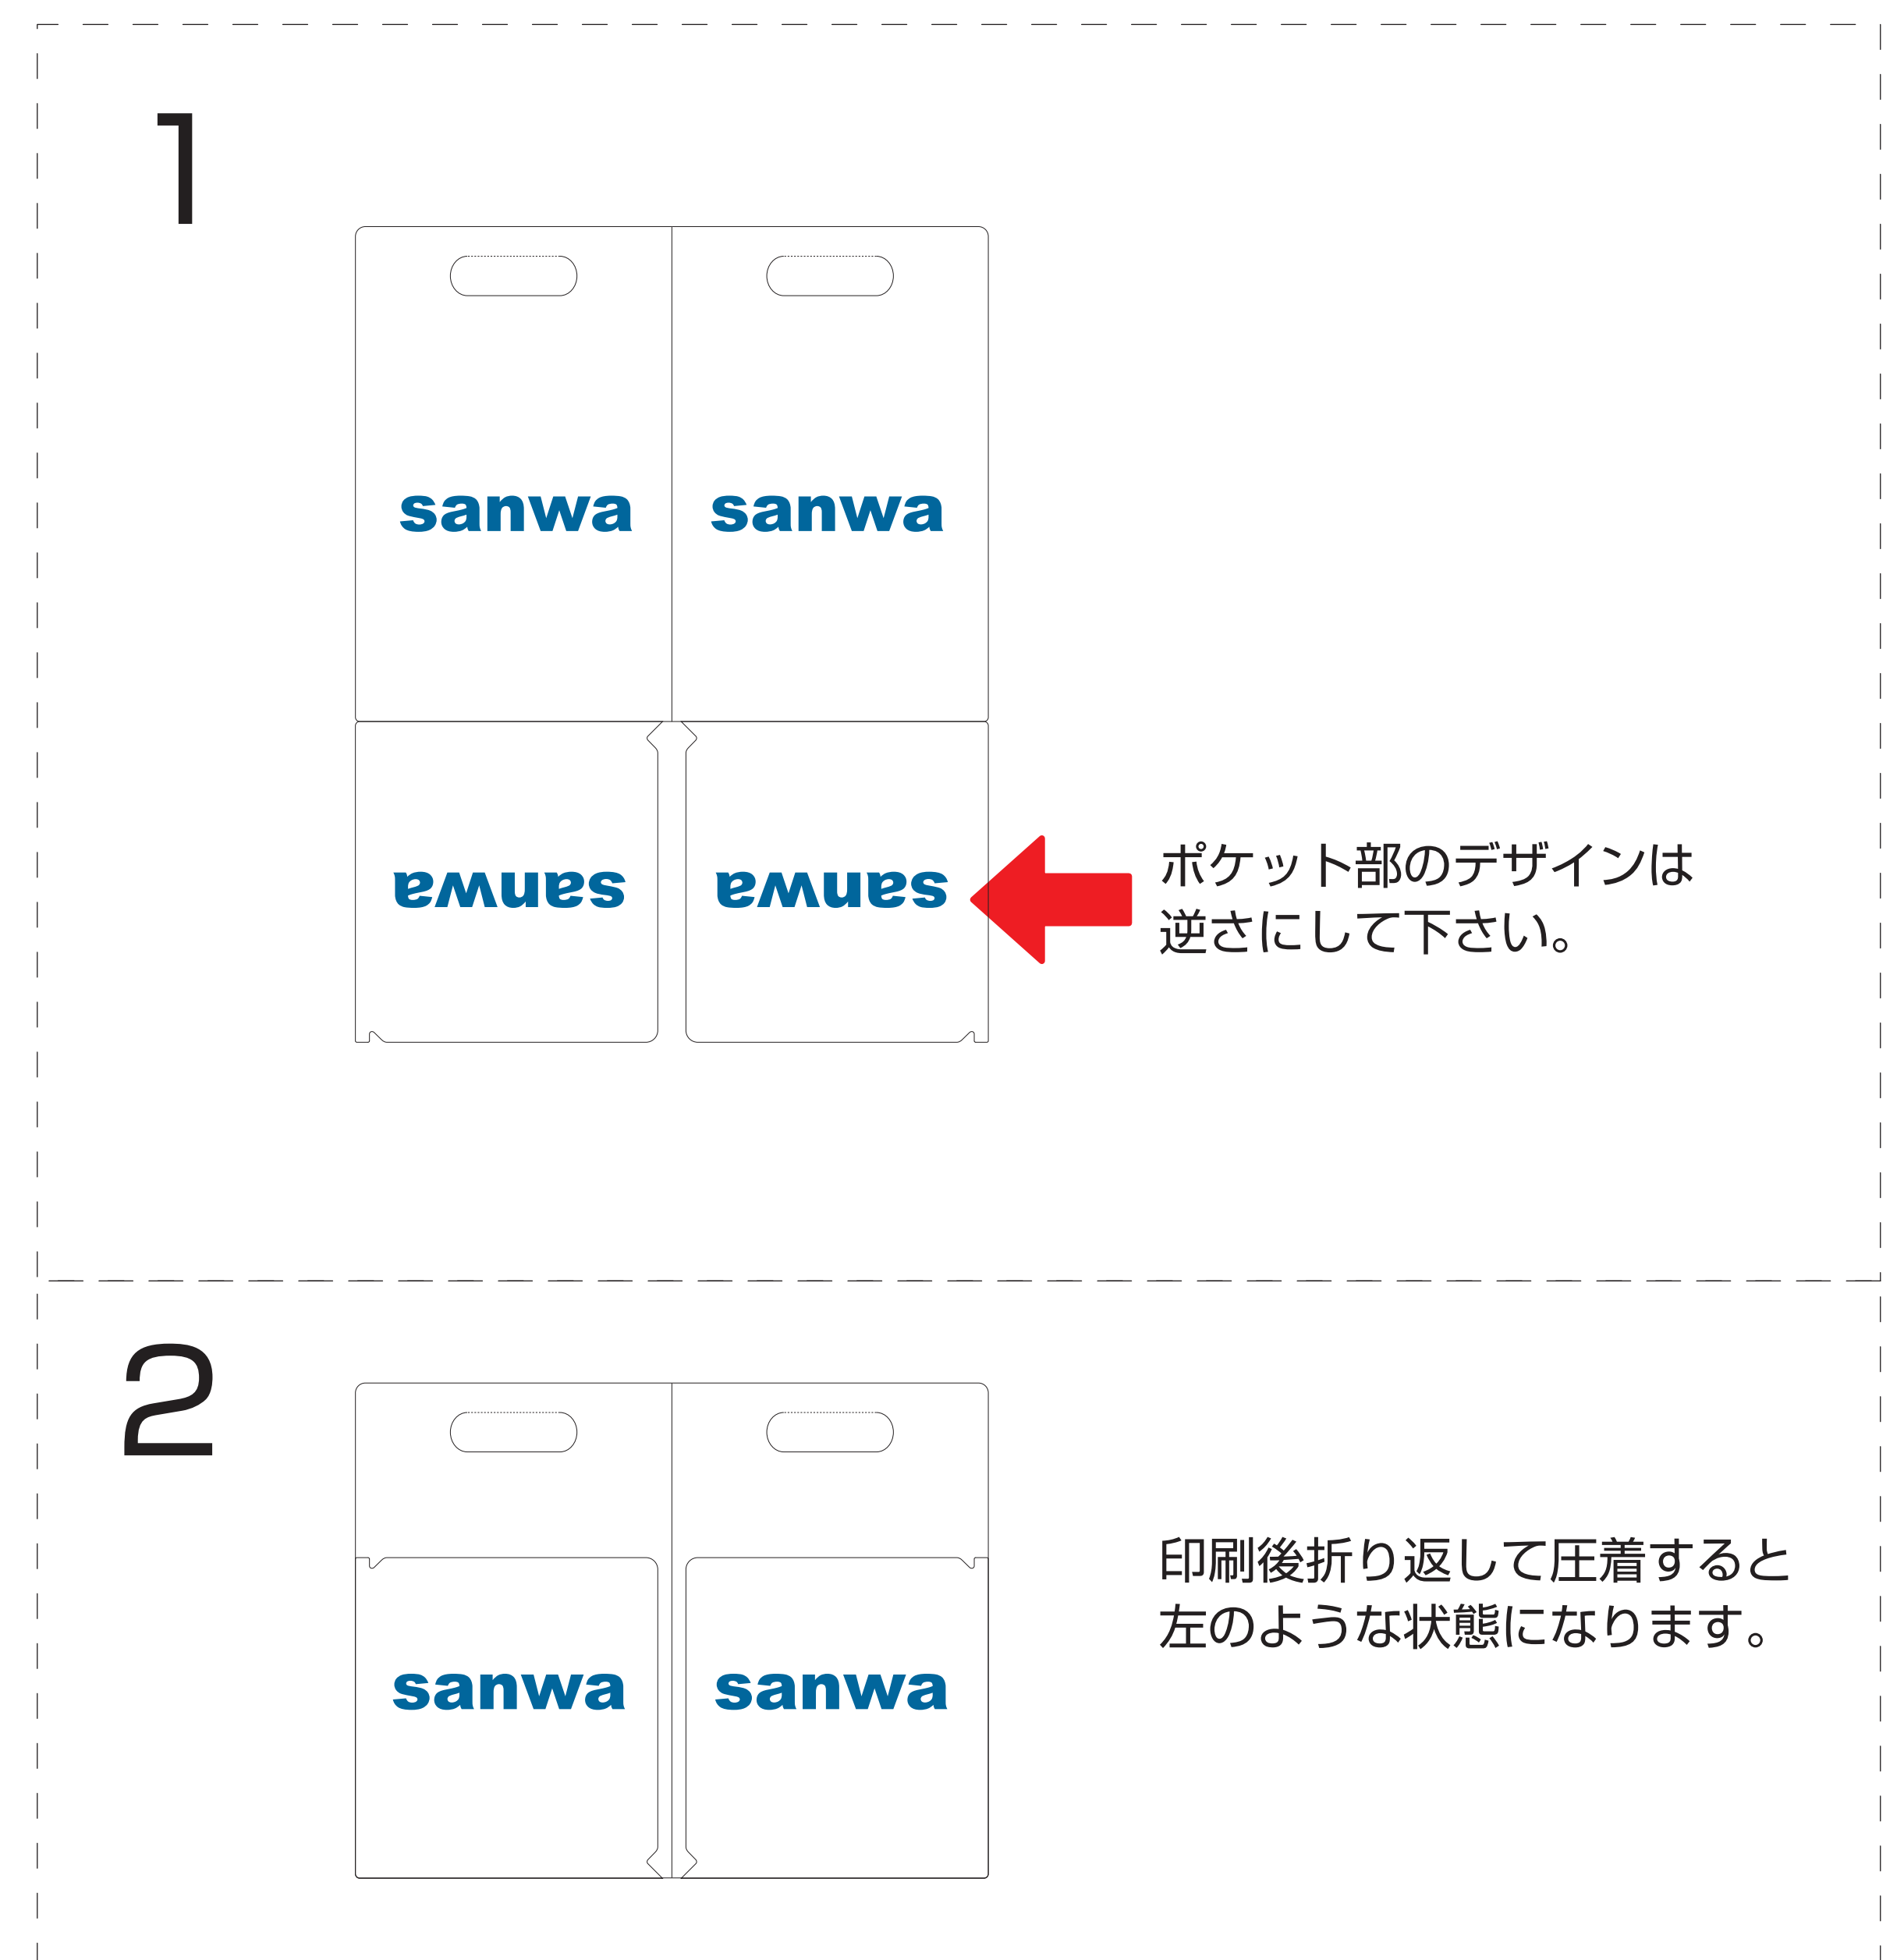 1
sanwa
sanwa
sanwa
sanwa
ポケット部のデザインは
逆さにして下さい。
2
印刷後折り返して圧着すると
左のような状態になります。
sanwa
sanwa